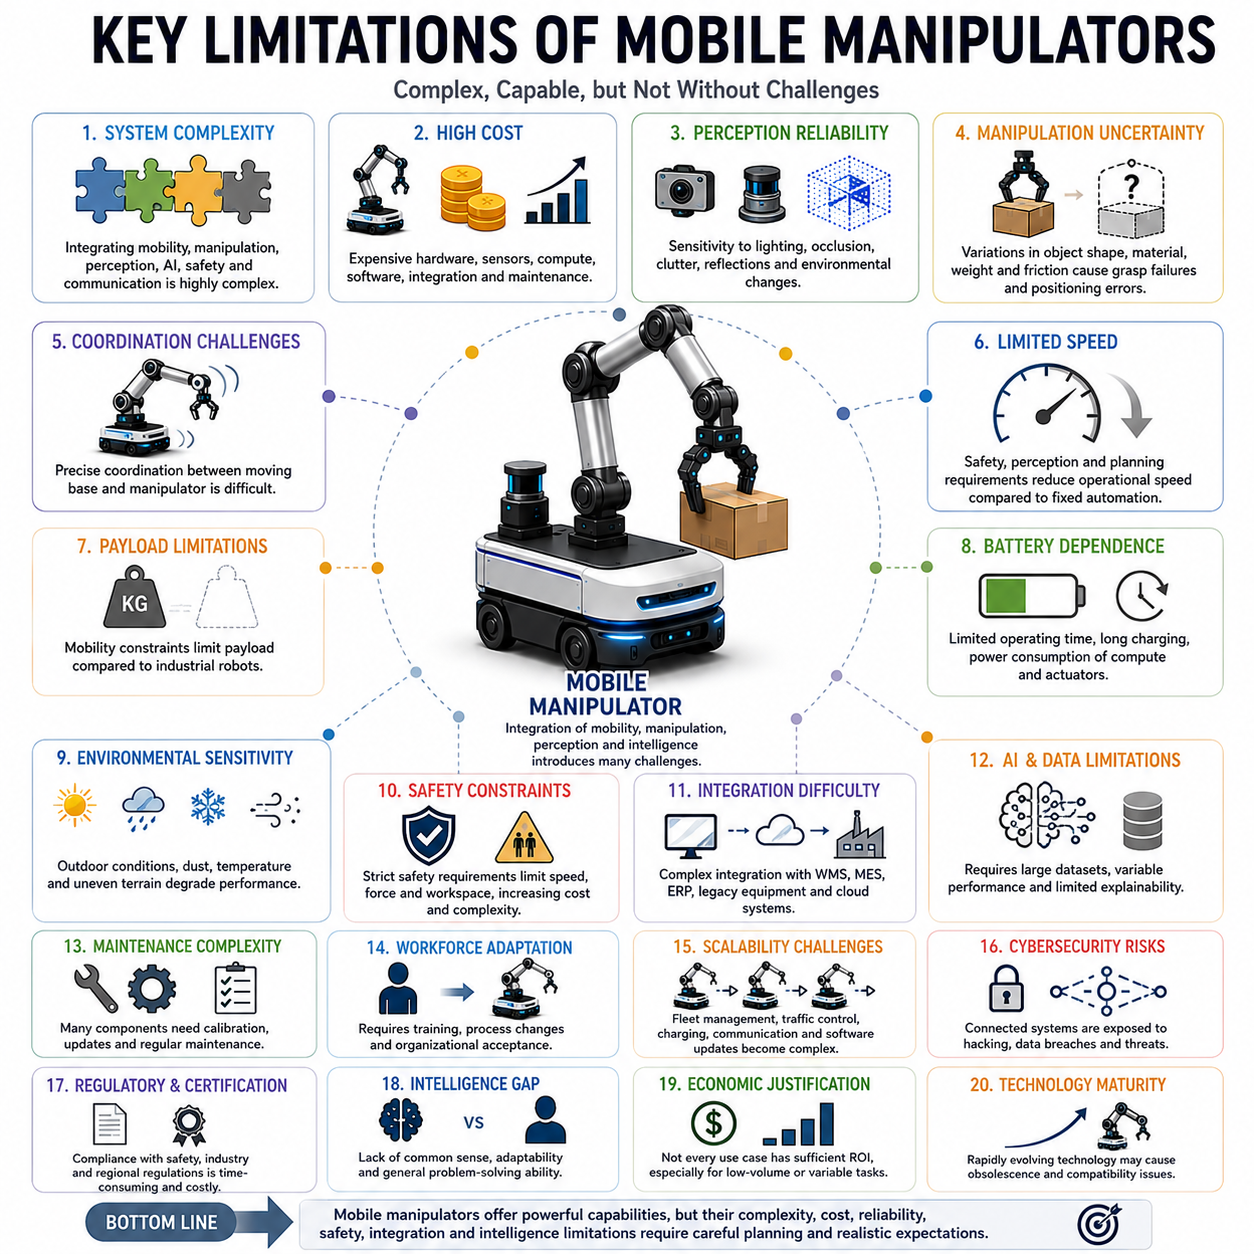 KEY LIMITATIONS OF MOBILE MANIPULATORS
Complex, Capable, but Not Without Challenges
1. SYSTEM COMPLEXITY
Integrating mobility, manipulation,
perception, AI, safety and
communication is highly complex.
2. HIGH COST
Expensive hardware, sensors, compute,
software, integration and maintenance.
3. PERCEPTION RELIABILITY
Sensitivity to lighting, occlusion,
clutter, reflections and environmental
changes.
4. MANIPULATION UNCERTAINTY
?
Variations in object shape, material,
weight and friction cause grasp failures
and positioning errors.
5. COORDINATION CHALLENGES
Precise coordination between moving
base and manipulator is difficult.
6. LIMITED SPEED
Safety, perception and planning
requirements reduce operational speed
compared to fixed automation.
7. PAYLOAD LIMITATIONS
KG
Mobility constraints limit payload
compared to industrial robots.
8. BATTERY DEPENDENCE
Limited operating time, long charging,
power consumption of compute
and actuators.
MOBILE
MANIPULATOR
Integration of mobility, manipulation,
perception and intelligence
introduces many challenges.
9. ENVIRONMENTAL SENSITIVITY
Outdoor conditions, dust, temperature
and uneven terrain degrade performance.
10. SAFETY CONSTRAINTS
Strict safety requirements limit speed,
force and workspace, increasing cost
and complexity.
11. INTEGRATION DIFFICULTY
Complex integration with WMS, MES,
ERP, legacy equipment and cloud
systems.
12. AI & DATA LIMITATIONS
Requires large datasets, variable
performance and limited explainability.
13. MAINTENANCE COMPLEXITY
Many components need calibration,
updates and regular maintenance.
14. WORKFORCE ADAPTATION
Requires training, process changes
and organizational acceptance.
15. SCALABILITY CHALLENGES
Fleet management, traffic control,
charging, communication and software
updates become complex.
16. CYBERSECURITY RISKS
Connected systems are exposed to
hacking, data breaches and threats.
17. REGULATORY & CERTIFICATION
Compliance with safety, industry
and regional regulations is time-
consuming and costly.
18. INTELLIGENCE GAP
VS
Lack of common sense, adaptability
and general problem-solving ability.
19. ECONOMIC JUSTIFICATION
$
Not every use case has sufficient ROI,
especially for low-volume or variable tasks.
20. TECHNOLOGY MATURITY
Rapidly evolving technology may cause
obsolescence and compatibility issues.
BOTTOM LINE
Mobile manipulators offer powerful capabilities, but their complexity, cost, reliability,
safety, integration and intelligence limitations require careful planning and realistic expectations.